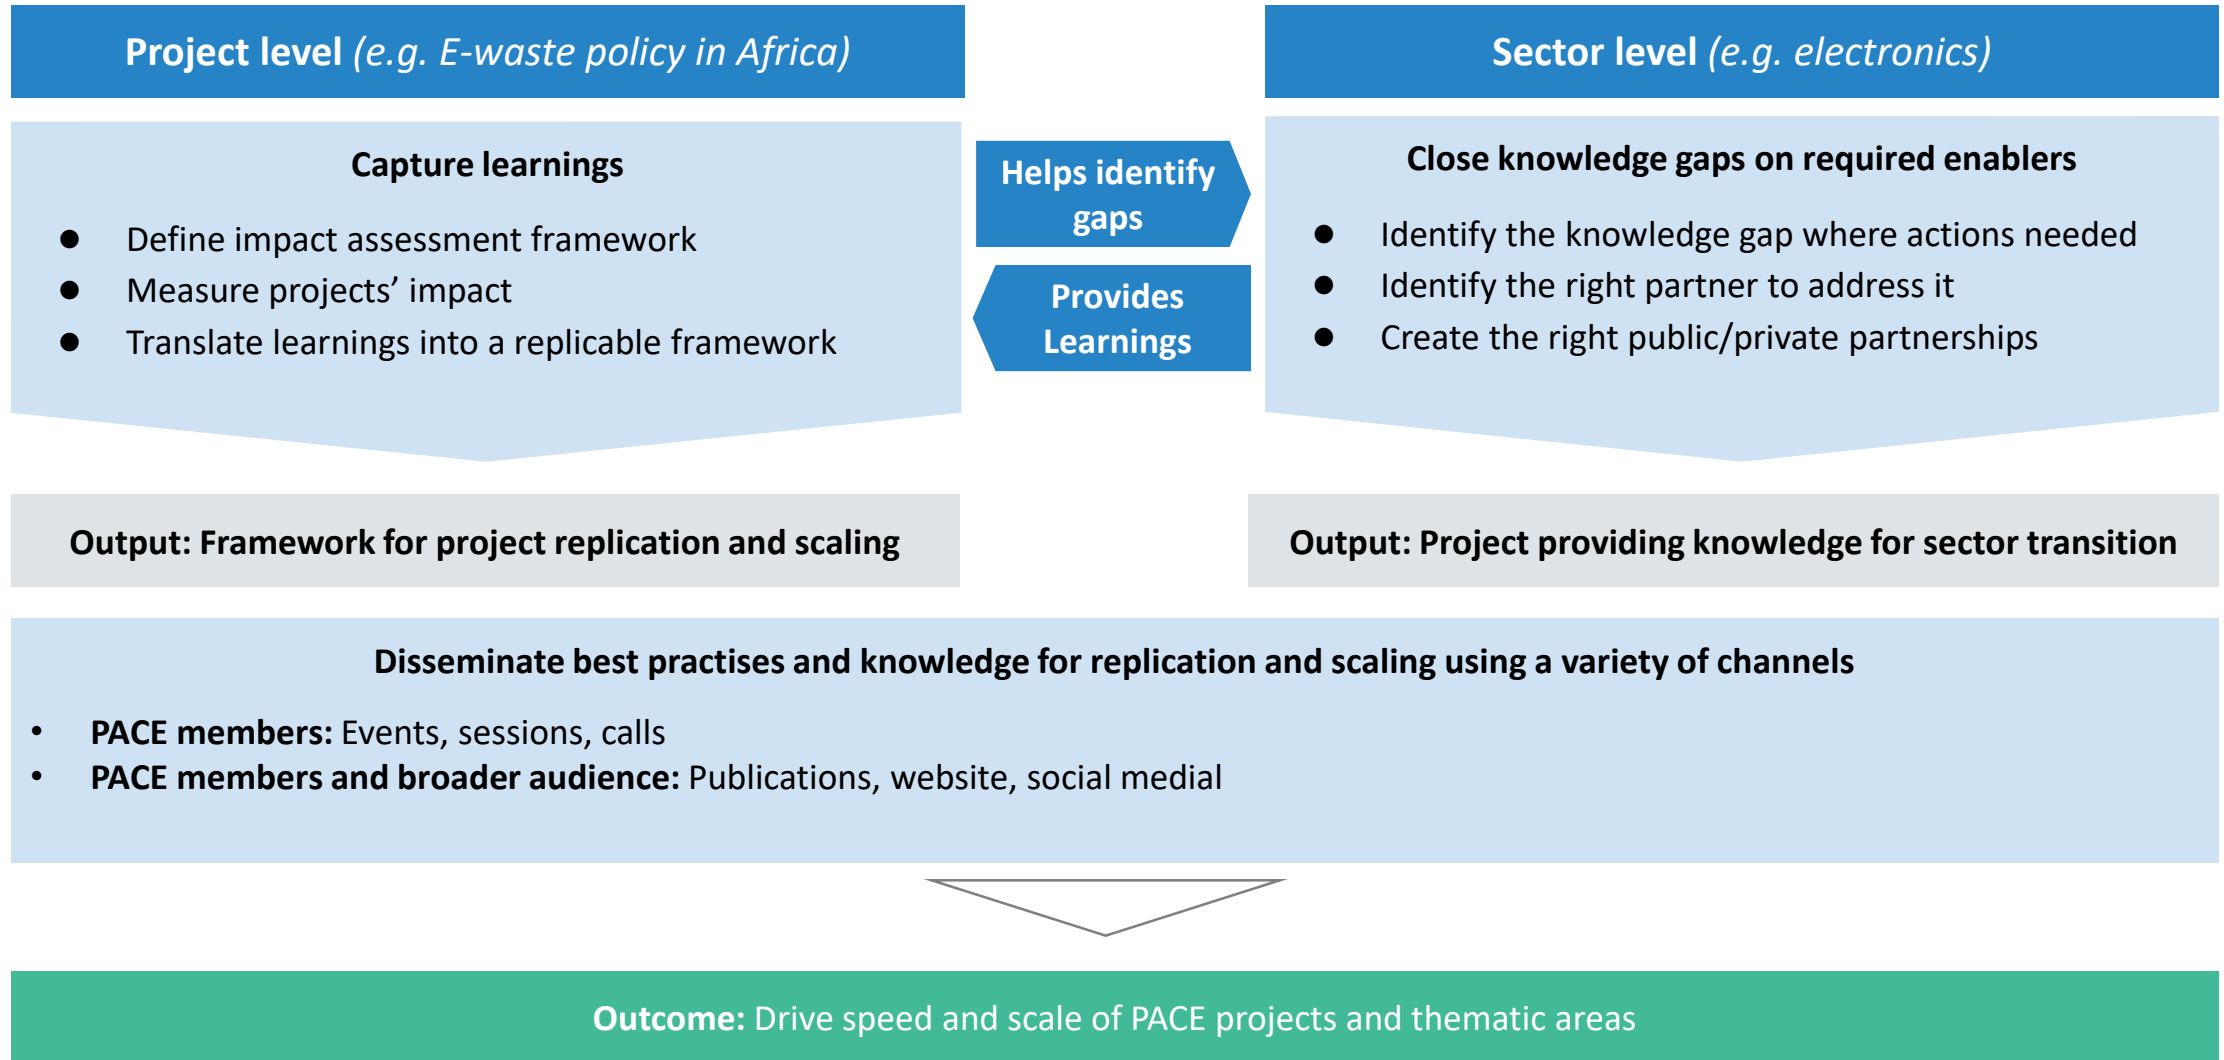 Project level (e.g. E-waste policy in Africa)
Capture learnings
● Define impact assessment framework
● Measure projects’ impact
● Translate learnings into a replicable framework
Helps identify
gaps
Provides
Learnings
Sector level (e.g. electronics)
Close knowledge gaps on required enablers
● Identify the knowledge gap where actions needed
● Identify the right partner to address it
● Create the right public/private partnerships
Output: Framework for project replication and scaling
Output: Project providing knowledge for sector transition
Disseminate best practises and knowledge for replication and scaling using a variety of channels
• PACE members: Events, sessions, calls
• PACE members and broader audience: Publications, website, social medial
Outcome: Drive speed and scale of PACE projects and thematic areas